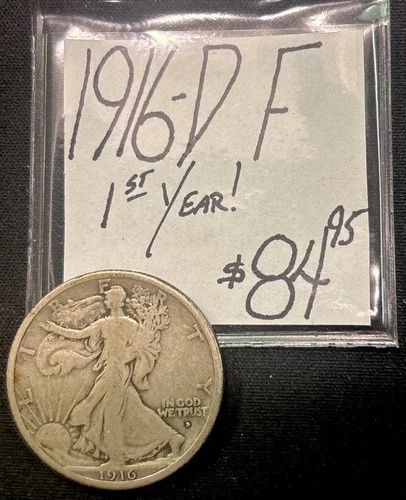 1916-D F
1ST YEAR!
$84.95
LIBERTY
IN GOD
WE TRUST
D
1916